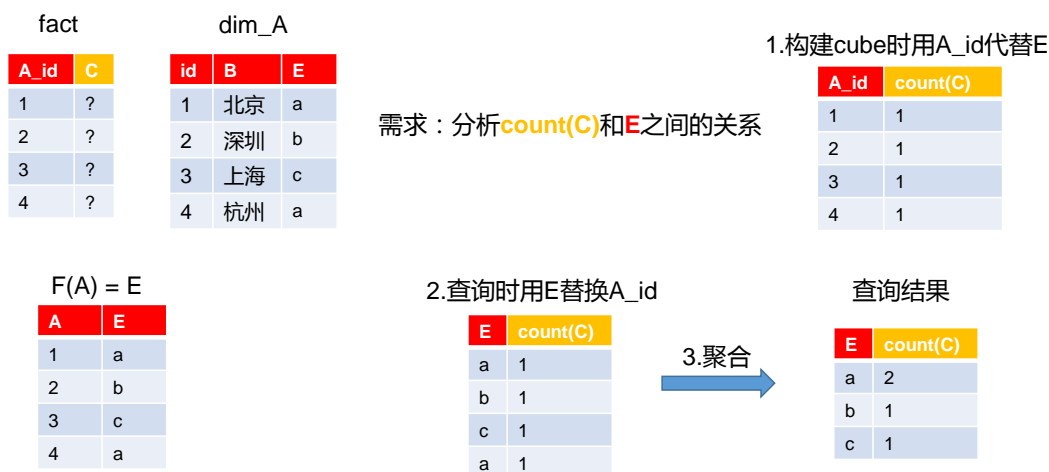 fact
A_id C
1 ?
2 ?
3 ?
4 ?
dim_A
id B E
1 北京 a
2 深圳 b
3 上海 c
4 杭州 a
需求：分析count(C)和E之间的关系
1.构建cube时用A_id代替E
A_id count(C)
1 1
2 1
3 1
4 1
F(A) = E
A E
1 a
2 b
3 c
4 a
2.查询时用E替换A_id
E count(C)
a 1
b 1
c 1
a 1
3.聚合
查询结果
E count(C)
a 2
b 1
c 1